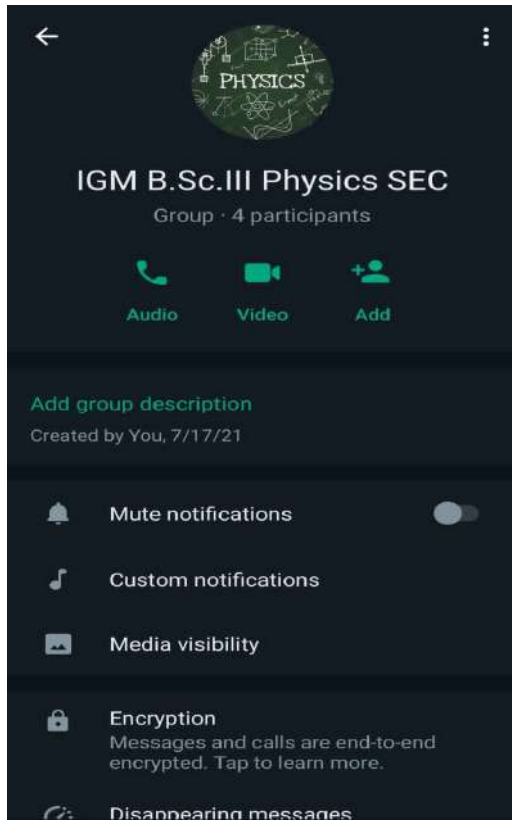 PHYSICS
IGM B.Sc.III Physics SEC
Group · 4 participants
Audio Video Add
Add group description
Created by You, 7/17/21
Mute notifications
Custom notifications
Media visibility
Encryption
Messages and calls are end-to-end
encrypted. Tap to learn more.
Disappearing messages